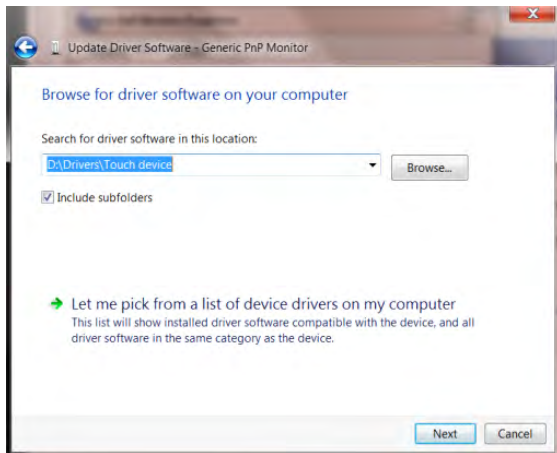 Update Driver Software - Generic PnP Monitor
Browse for driver software on your computer
Search for driver software in this location:
D:\Drivers\Touch device
Browse...
Include subfolders
Let me pick from a list of device drivers on my computer
This list will show installed driver software compatible with the device, and all
driver software in the same category as the device.
Next
Cancel